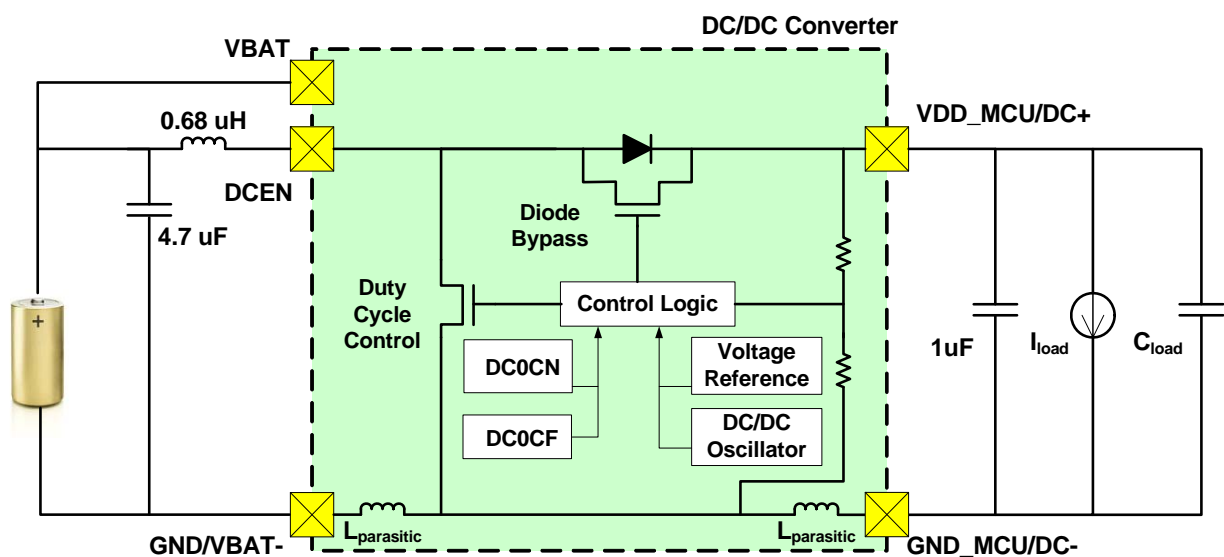 DC/DC Converter
VBAT
0.68 uH
VDD_MCU/DC+
DCEN
4.7 uF
Diode
Bypass
Duty
Cycle
Control
Control Logic
+
DC0CN
Voltage
Reference
1uF
Iload
Cload
DC0CF
DC/DC
Oscillator
Lparasitic
Lparasitic
GND/VBAT-
GND_MCU/DC-